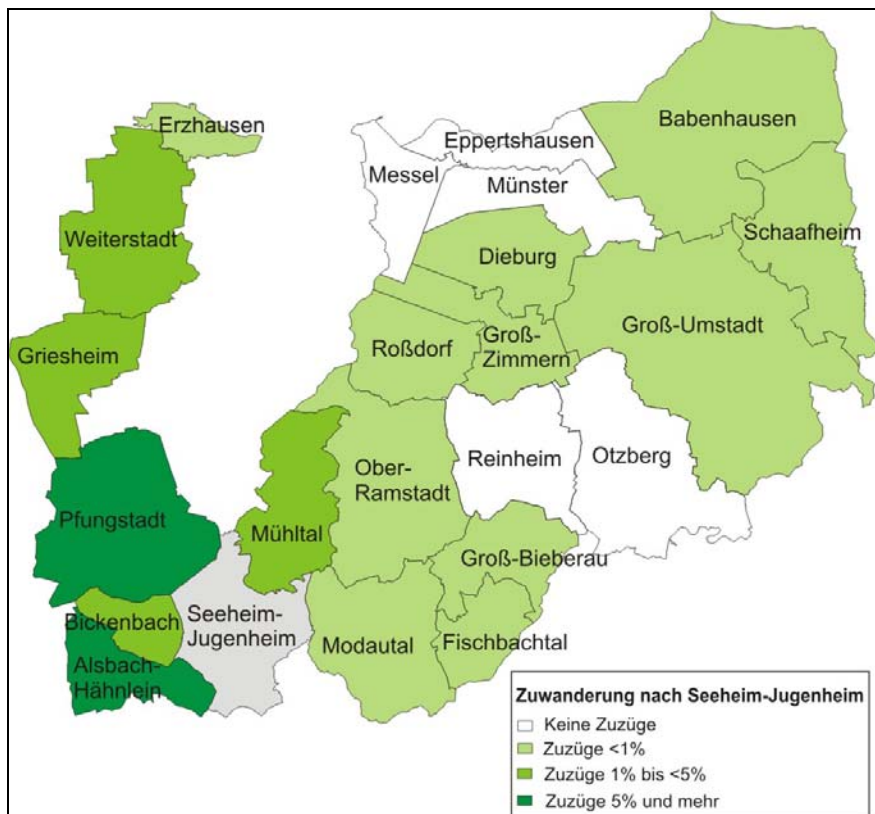 Erzhausen
Babenhausen
Eppertshausen
Messel
Münster
Schaafheim
Weiterstadt
Dieburg
Groß-Umstadt
Griesheim
Roßdorf
Groß-
Zimmern
Reinheim
Otzberg
Ober-
Ramstadt
Pfungstadt
Mühltal
Groß-Bieberau
Bickenbach
Seeheim-
Jugenheim
Modautal
Fischbachtal
Alsbach-
Hähnlein
Zuwanderung nach Seeheim-Jugenheim
Keine Zuzüge
Zuzüge <1%
Zuzüge 1% bis <5%
Zuzüge 5% und mehr